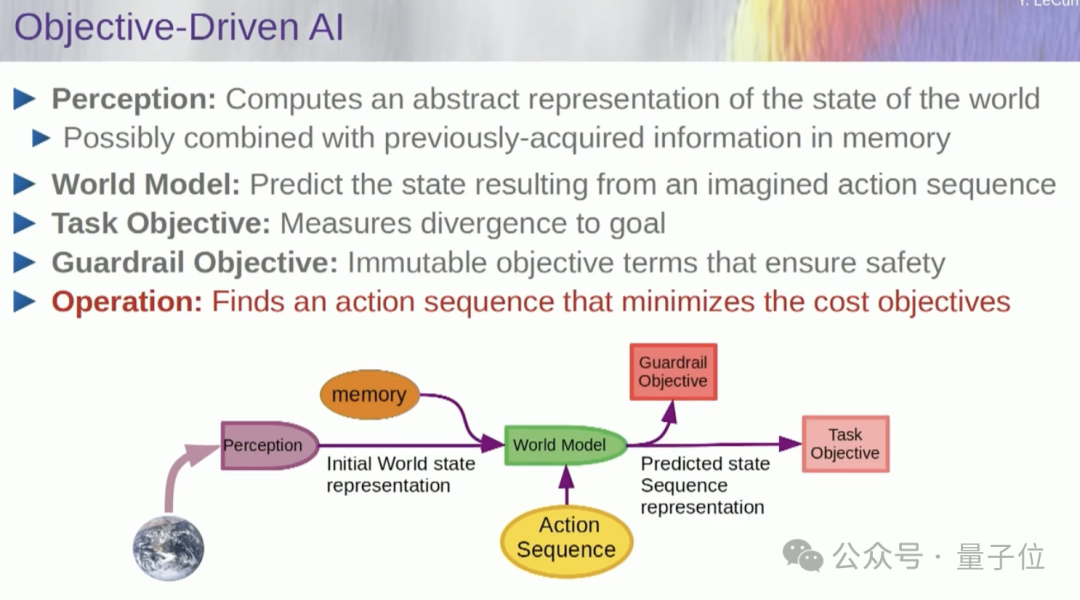 Y. LeCun
Objective-Driven AI
Perception: Computes an abstract representation of the state of the world
Possibly combined with previously-acquired information in memory
World Model: Predict the state resulting from an imagined action sequence
Task Objective: Measures divergence to goal
Guardrail Objective: Immutable objective terms that ensure safety
Operation: Finds an action sequence that minimizes the cost objectives
Guardrail
Objective
memory
Perception
World Model
Task
Objective
Initial World state
representation
Predicted state
Sequence
representation
Action
Sequence
公众号 · 量子位